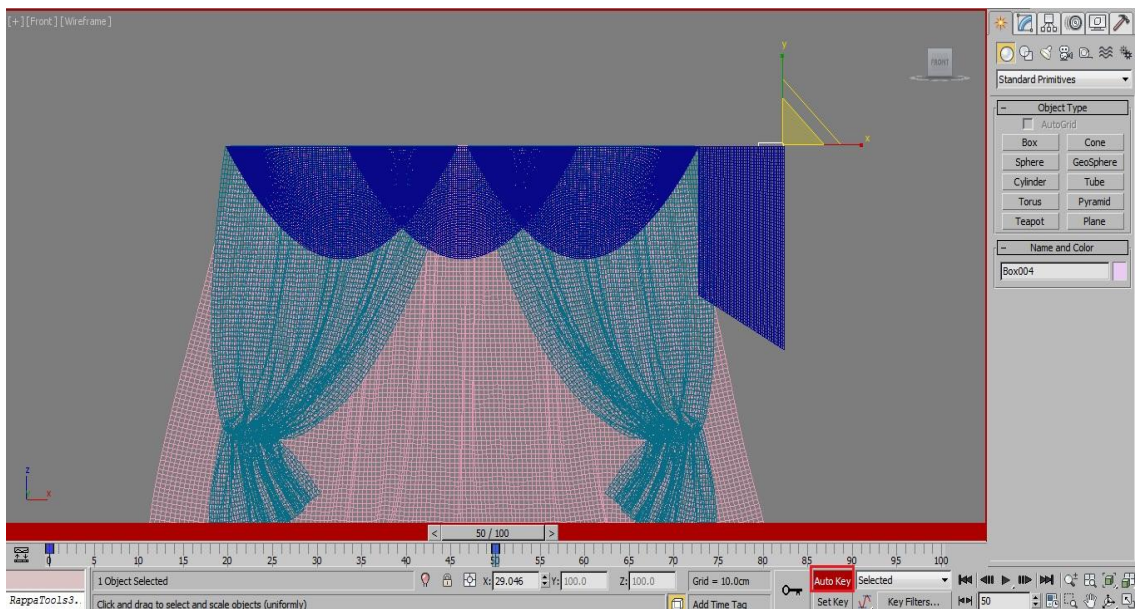 [+][Front][Wireframe]
FRONT
y
x
Standard Primitives
- Object Type
AutoGrid
Box Cone
Sphere GeoSphere
Cylinder Tube
Torus Pyramid
Teapot Plane
- Name and Color
Box004
z
x
< 50 / 100 >
0 5 10 15 20 25 30 35 40 45 50 55 60 65 70 75 80 85 90 95 100
1 Object Selected X: 29.046 Y: 100.0 Z: 100.0 Grid = 10.0cm Auto Key Selected
RappaTools3. Click and drag to select and scale objects (uniformly) Add Time Tag Set Key Key Filters... 50